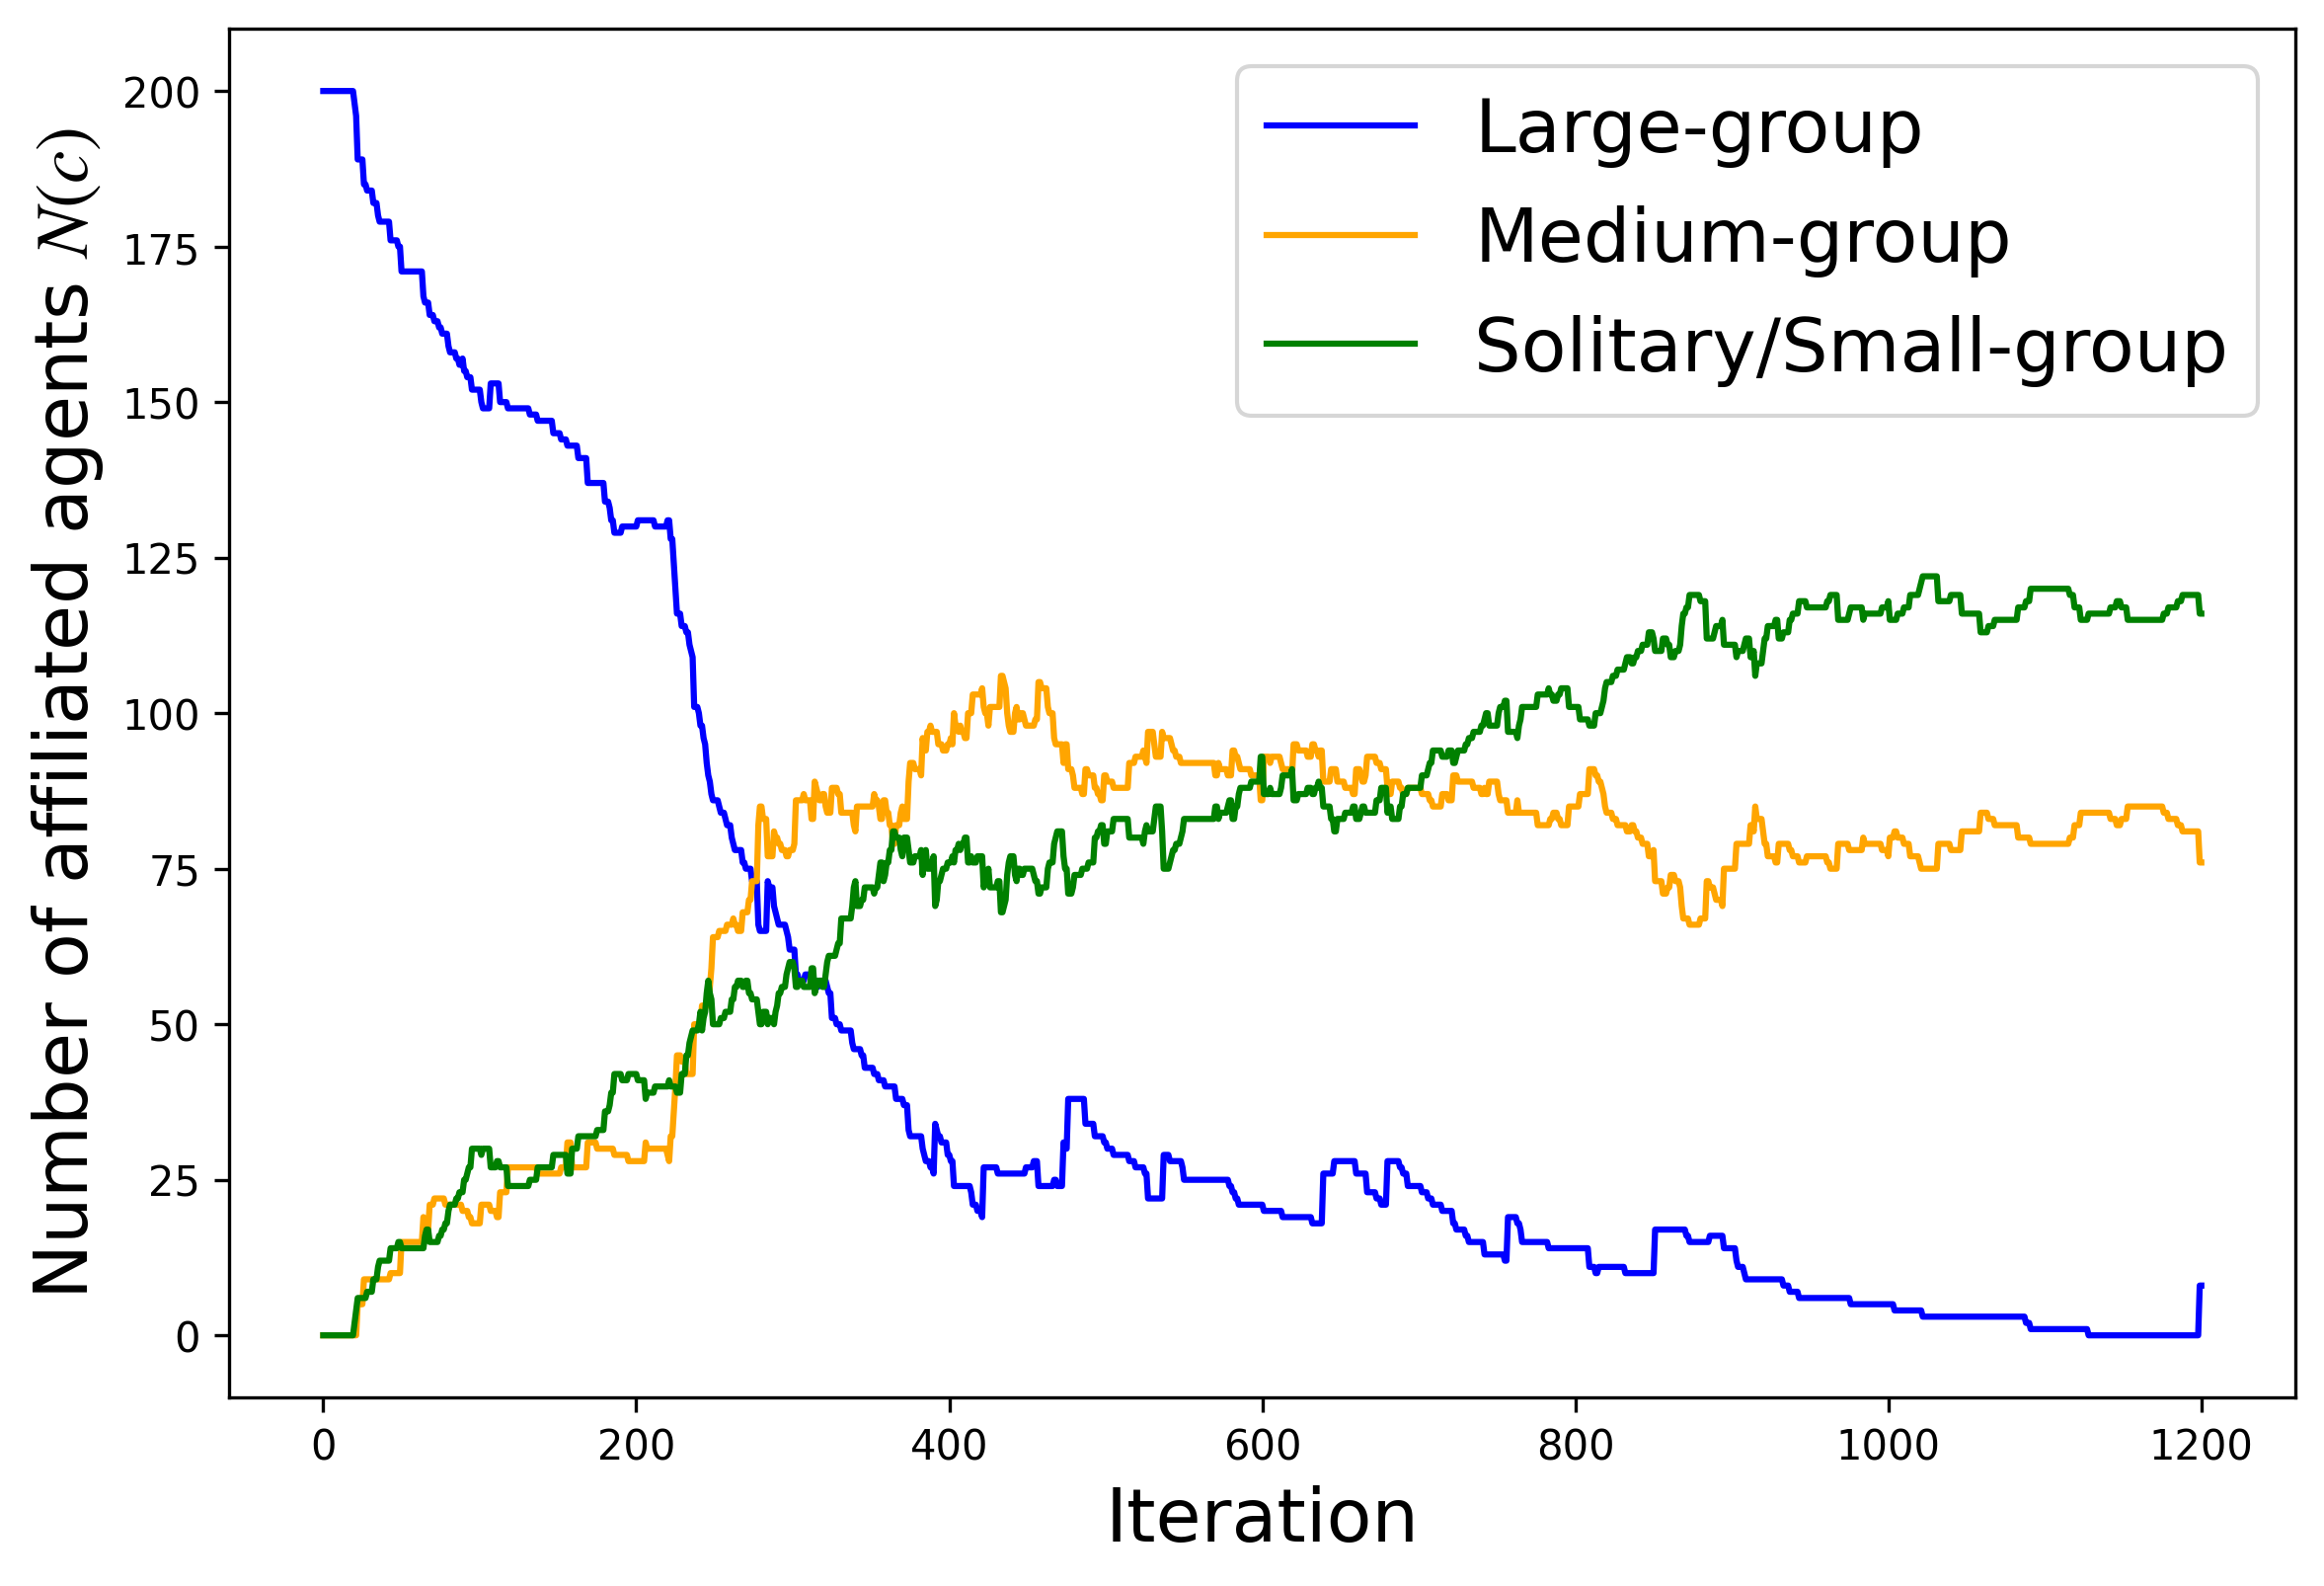 Number of affiliated agents N(c)
200
175
150
125
100
75
50
25
0
Large-group
Medium-group
Solitary/Small-group
0 200 400 600 800 1000 1200
Iteration